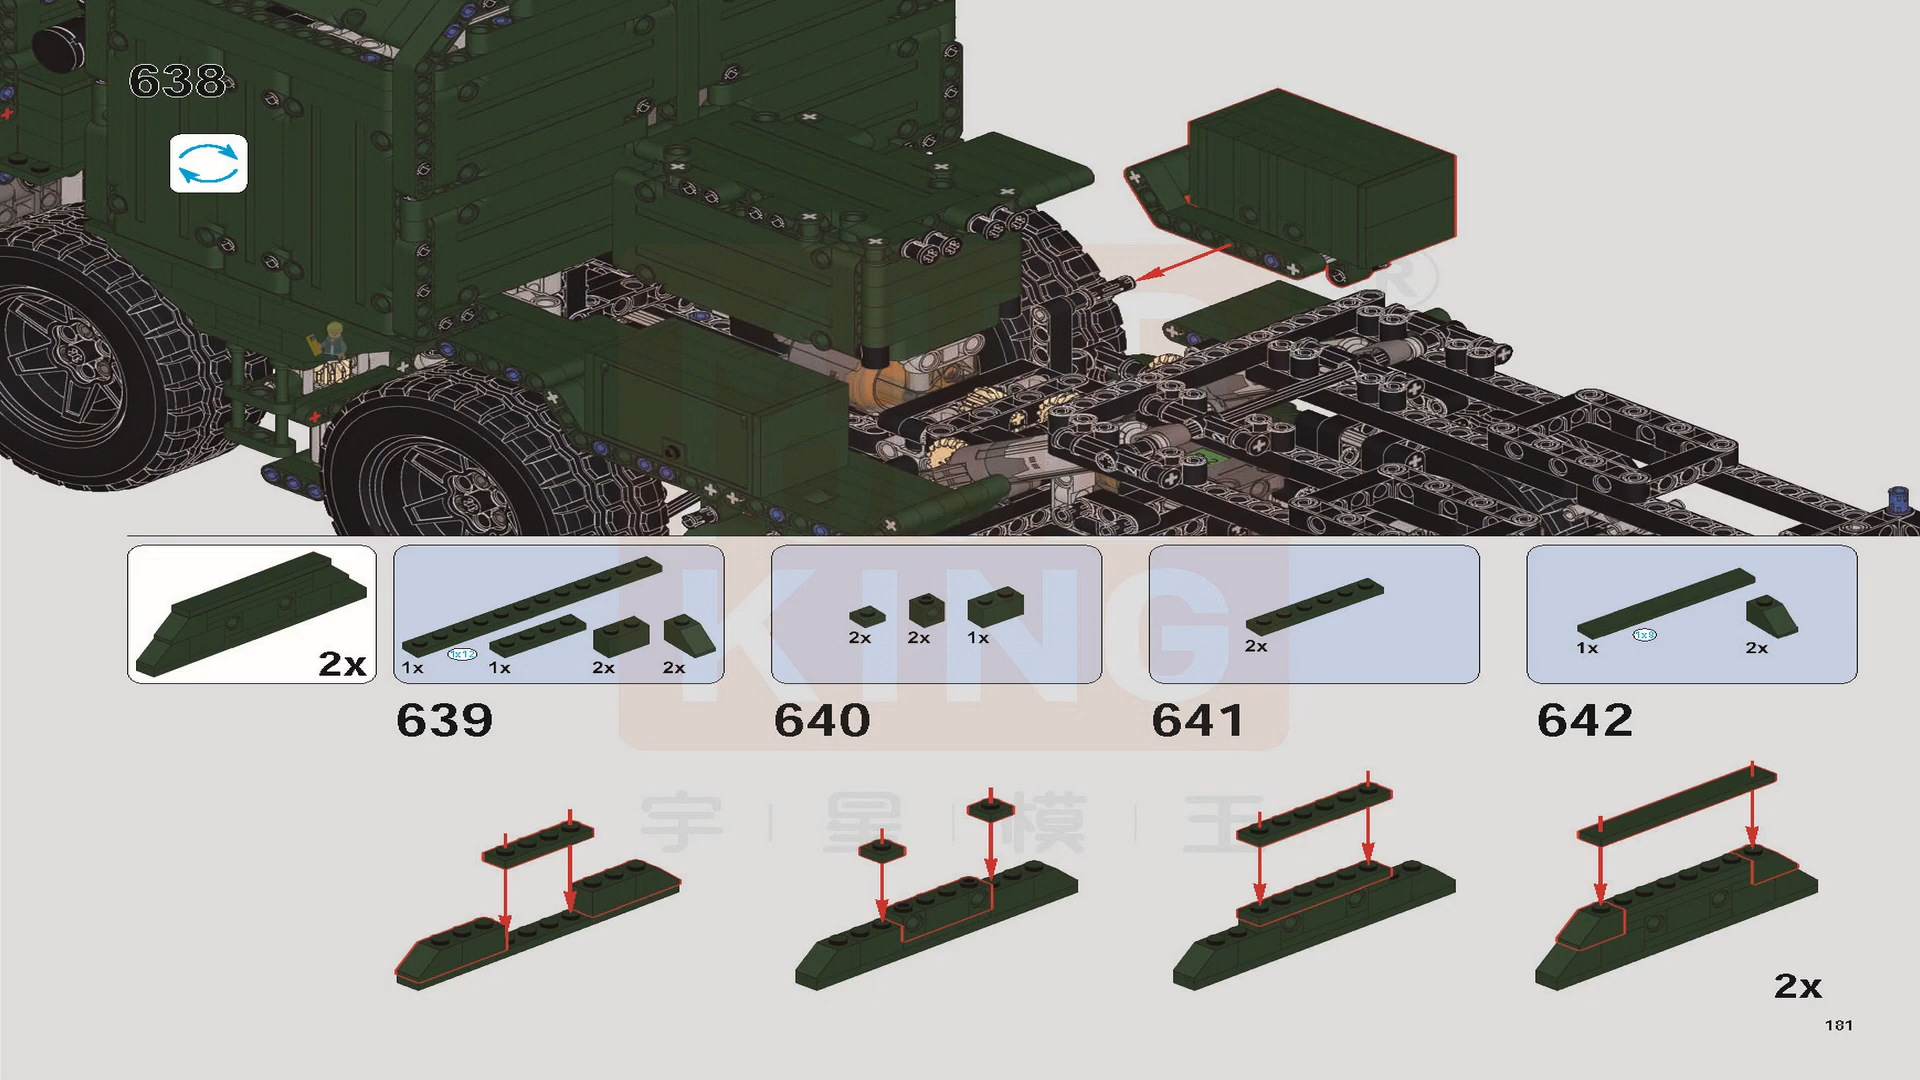 638
R
2x
1x
1x12
1x
2x
2x
2x
2x
1x
2x
1x
1x8
2x
639
640
641
642
KING
宇 | 星 | 模 | 王
2x
181